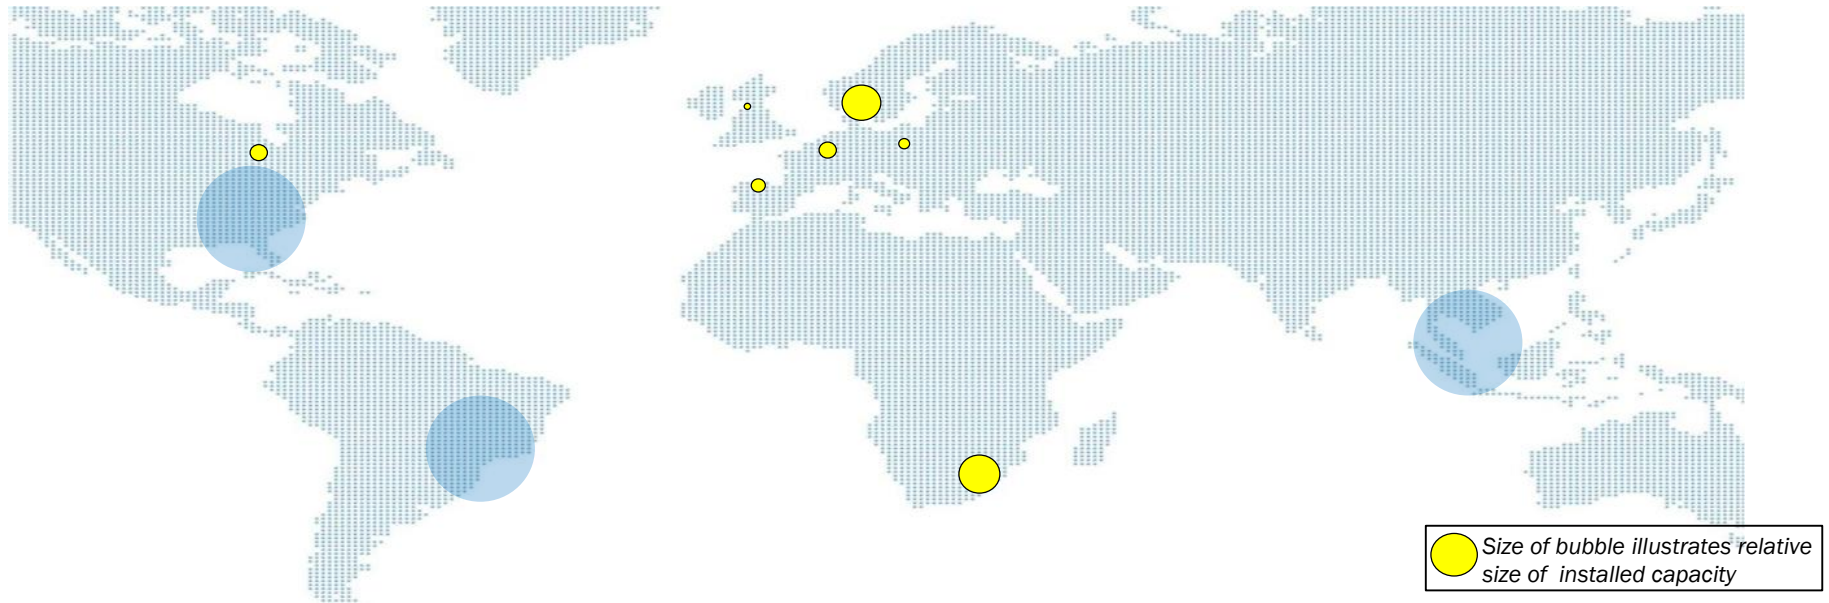 Size of bubble illustrates relative
size of installed capacity